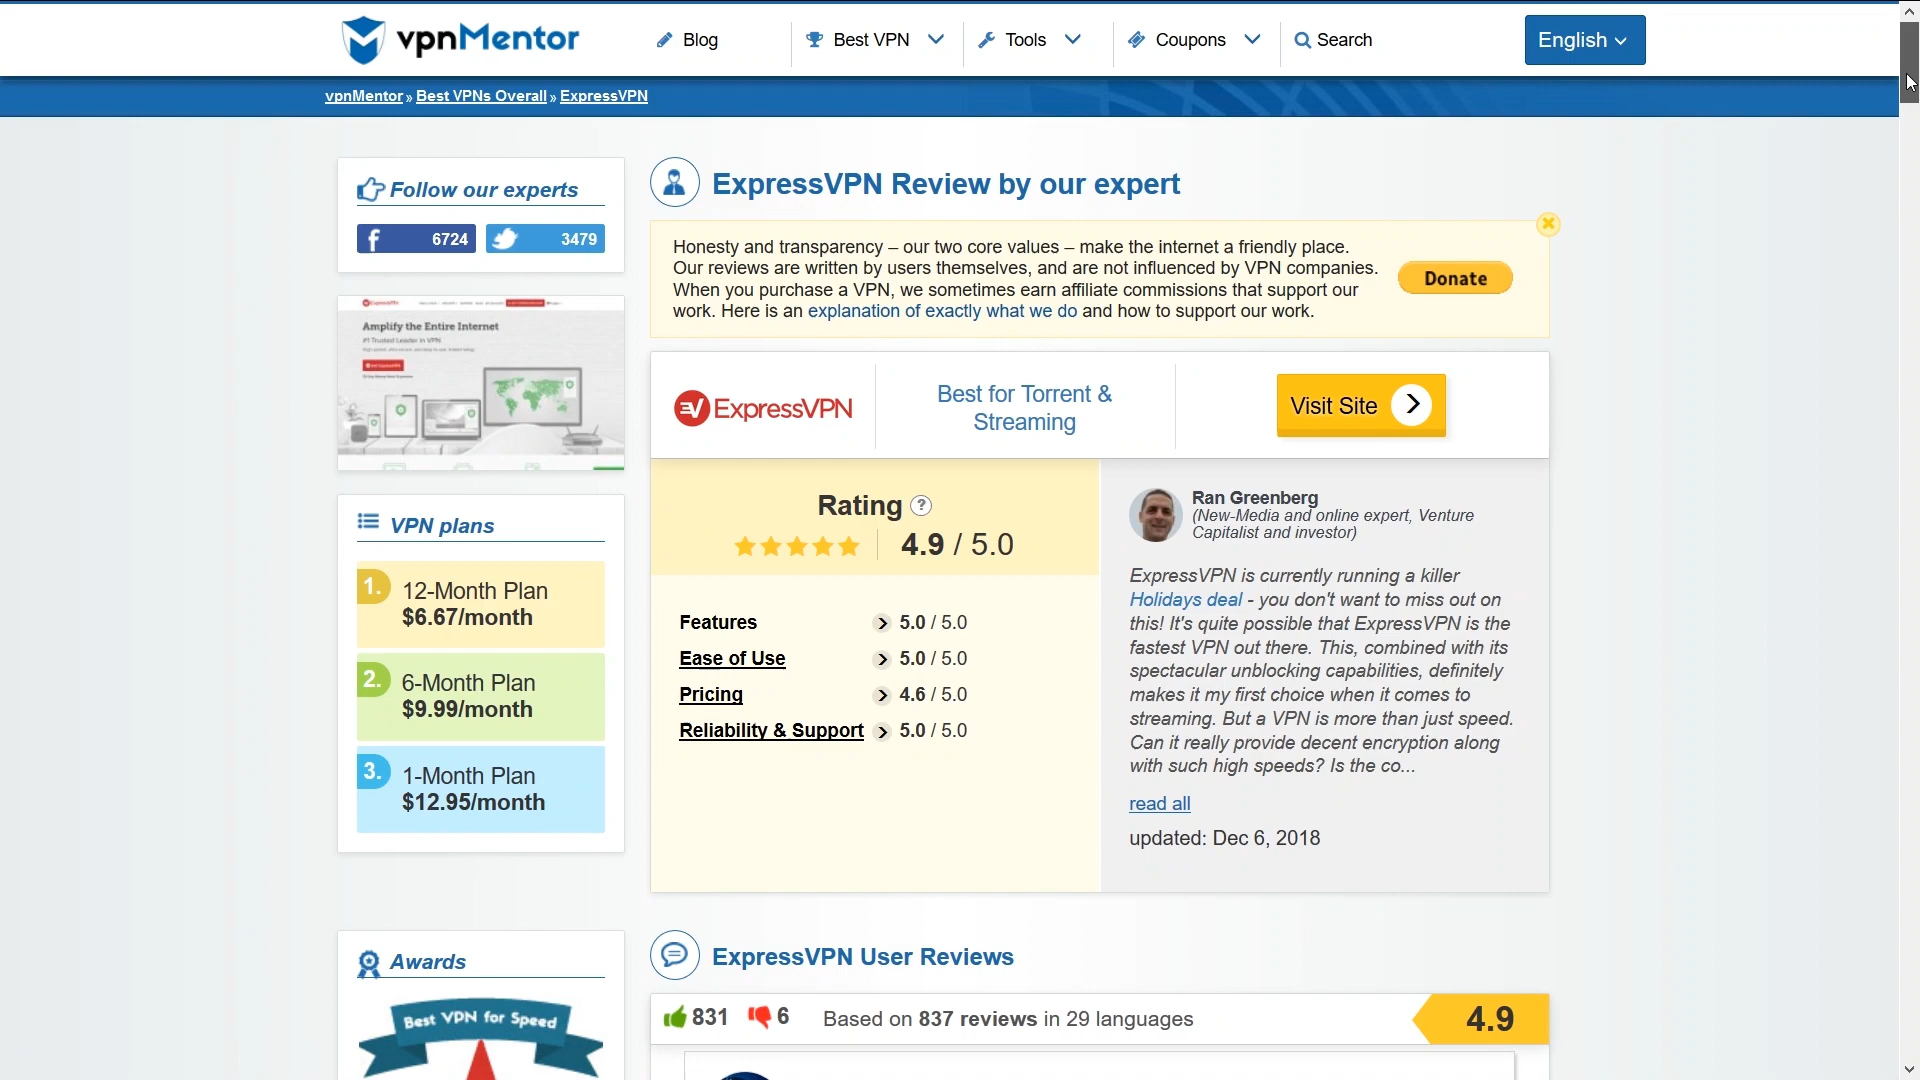 vpnMentor
Blog
Best VPN
Tools
Coupons
Search
English
vpnMentor » Best VPNs Overall » ExpressVPN
Follow our experts
6724
3479
Amplify the Entire Internet
#1 Trusted Leader in VPN
VPN plans
1.
12-Month Plan
$6.67/month
2.
6-Month Plan
$9.99/month
3.
1-Month Plan
$12.95/month
Awards
Best VPN for Speed
ExpressVPN Review by our expert
Honesty and transparency – our two core values – make the internet a friendly place.
Our reviews are written by users themselves, and are not influenced by VPN companies.
When you purchase a VPN, we sometimes earn affiliate commissions that support our
work. Here is an explanation of exactly what we do and how to support our work.
Donate
ExpressVPN
Best for Torrent &
Streaming
Visit Site
Rating ?
4.9 / 5.0
Features 5.0 / 5.0
Ease of Use 5.0 / 5.0
Pricing 4.6 / 5.0
Reliability & Support 5.0 / 5.0
Ran Greenberg
(New-Media and online expert, Venture
Capitalist and investor)
ExpressVPN is currently running a killer
Holidays deal - you don't want to miss out on
this! It's quite possible that ExpressVPN is the
fastest VPN out there. This, combined with its
spectacular unblocking capabilities, definitely
makes it my first choice when it comes to
streaming. But a VPN is more than just speed.
Can it really provide decent encryption along
with such high speeds? Is the co...
read all
updated: Dec 6, 2018
ExpressVPN User Reviews
831
6
Based on 837 reviews in 29 languages
4.9